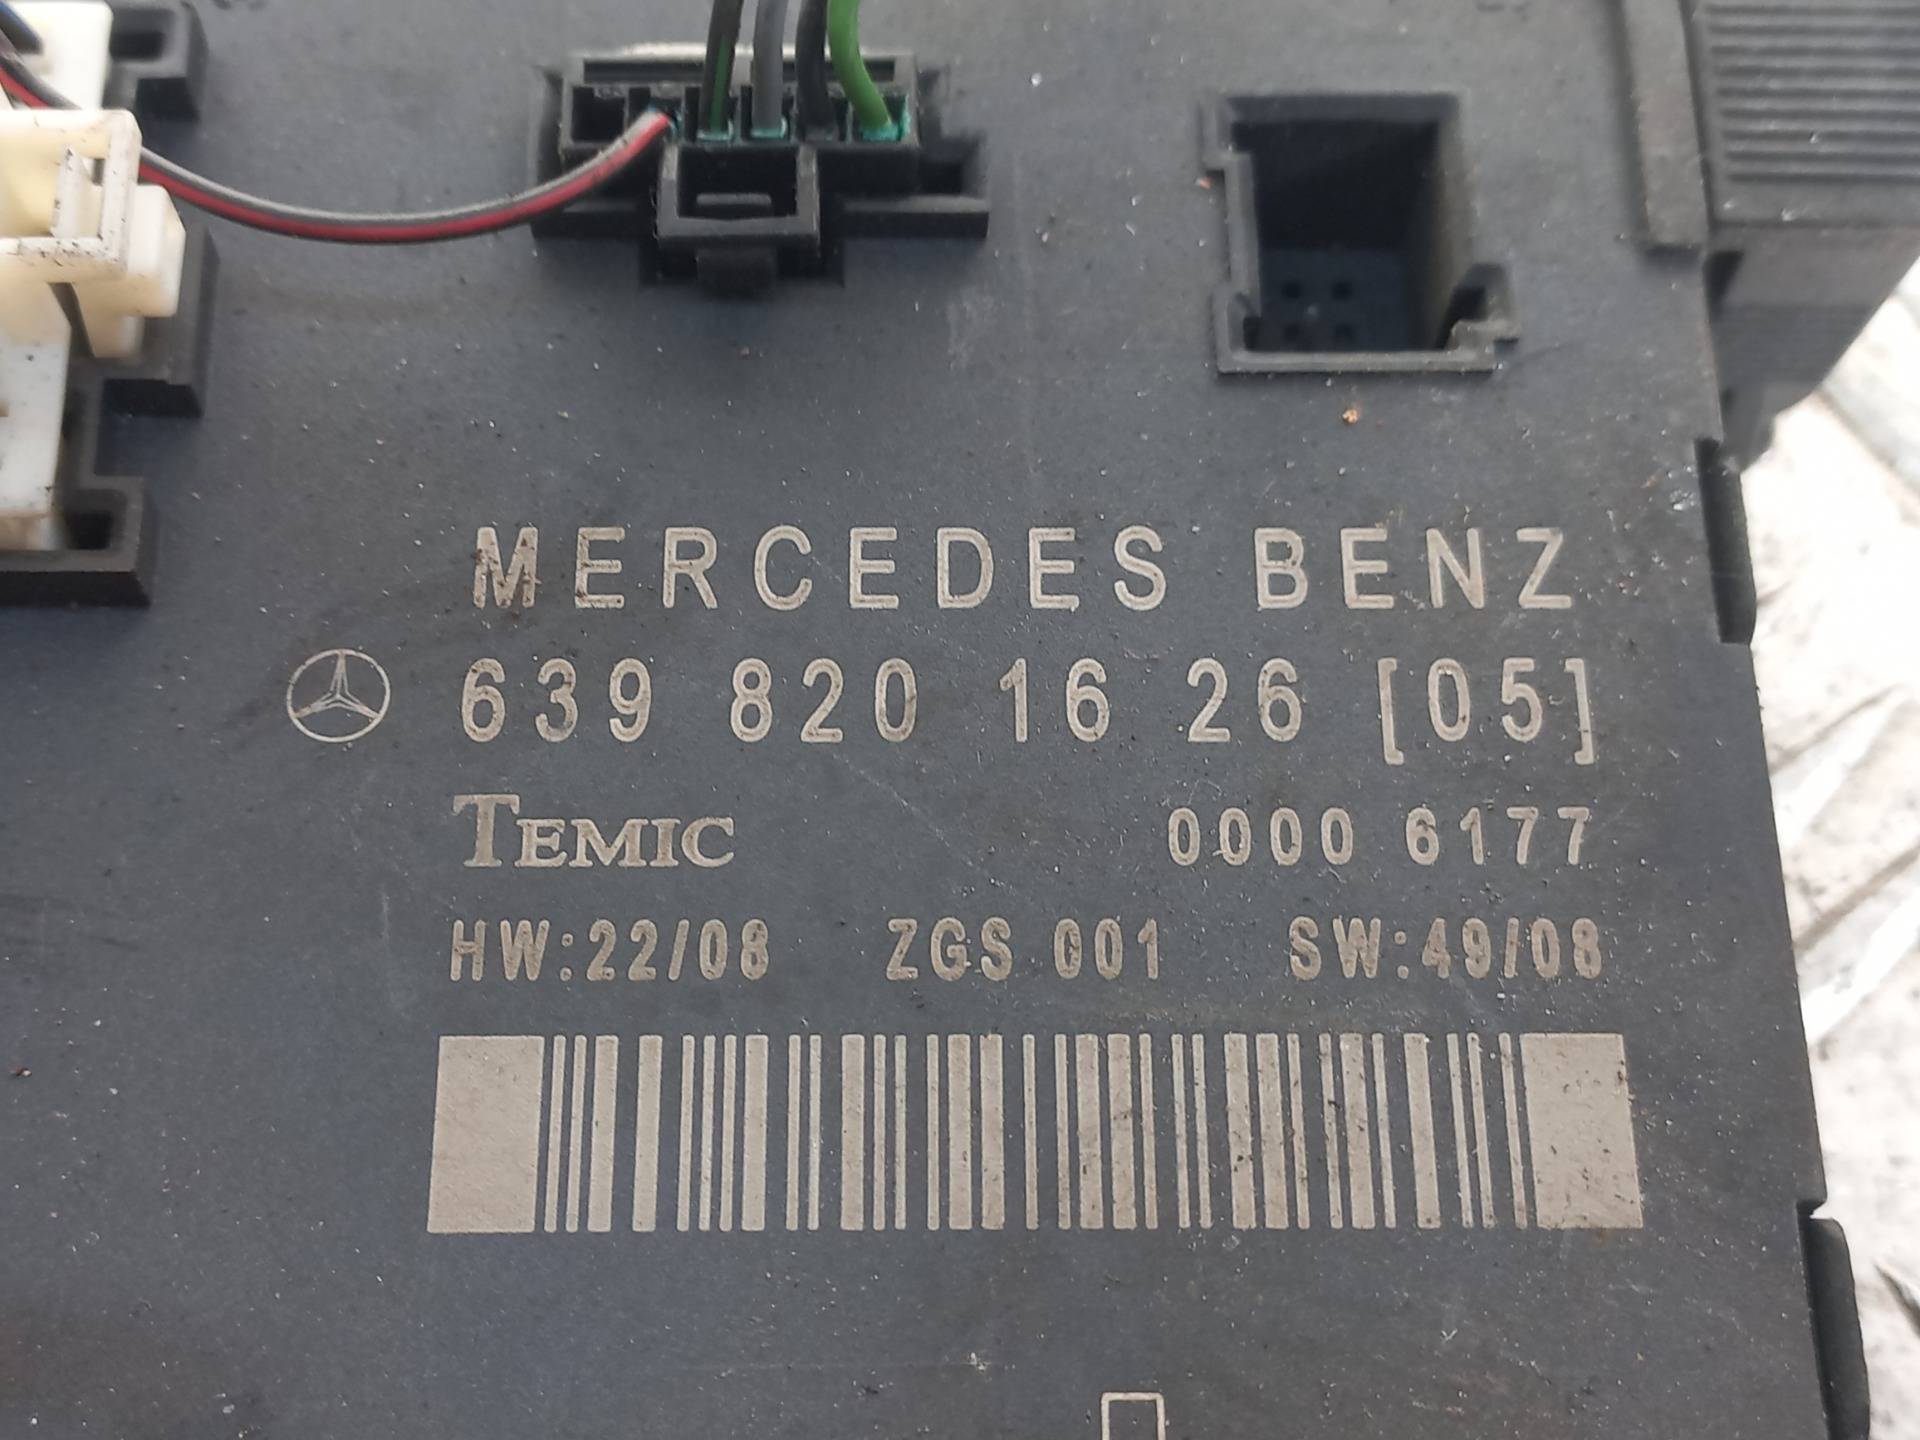 MERCEDES BENZ
639 820 16 26 [05]
TEMIC 0000 6177
HW:22/08 ZGS 001 SW:49/08